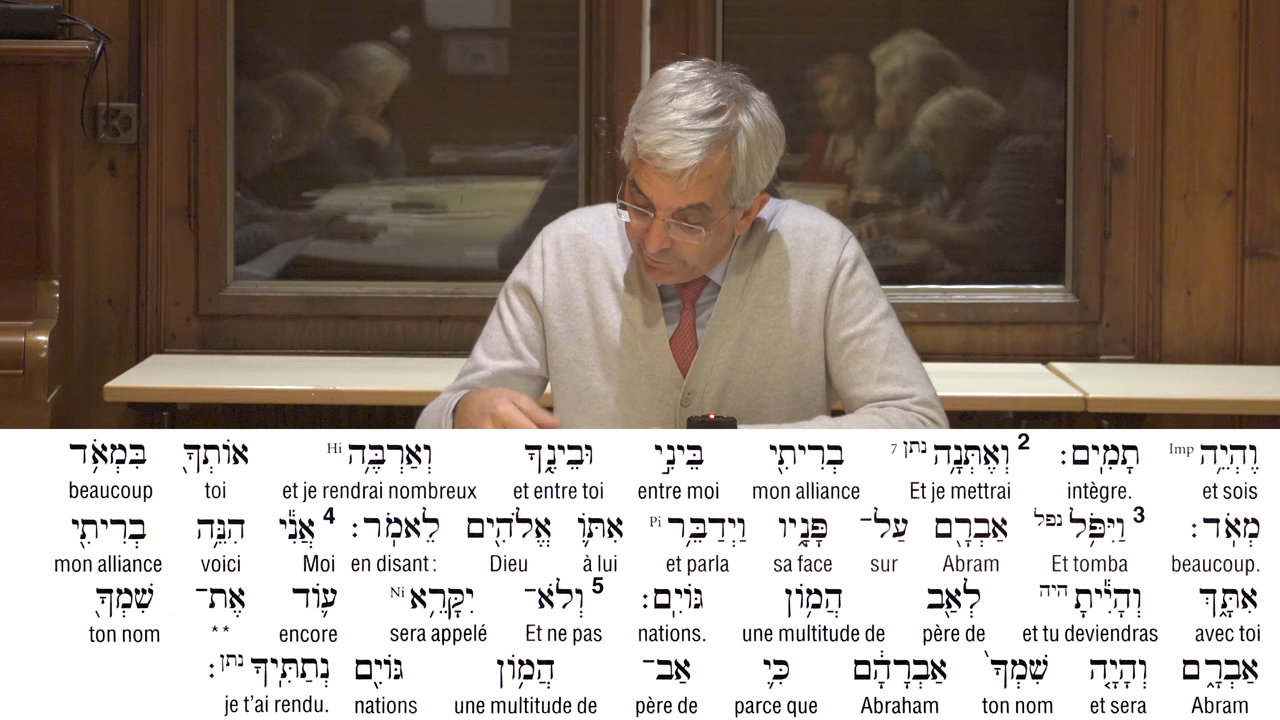 וֶהְיֵ֥ה Imp תָמִֽים׃ 2 וְאֶתְּנָ֥ה נתן 7 בְרִיתִ֖י בֵּינִ֣י וּבֵינֶ֑ךָ וְאַרְבֶּ֥ה Hi אוֹתְךָ֖ בִּמְאֹ֥ד
et sois intègre. Et je mettrai mon alliance entre moi et entre toi et je rendrai nombreux toi beaucoup
מְאֹֽד׃ 3 וַיִּפֹּ֥ל נפל אַבְרָ֖ם עַל־ פָּנָ֑יו וַיְדַבֵּ֥ר Pi אִתּ֛וֹ אֱלֹהִ֖ים לֵאמֹֽר׃ 4 אֲנִ֕י הִנֵּ֥ה בְרִיתִ֖י
beaucoup. Et tomba Abram sur sa face et parla à lui Dieu en disant : Moi voici mon alliance
אִתָּ֑ךְ וְהָיִ֕יתָ היה לְאַ֖ב הֲמ֥וֹן גּוֹיִֽם׃ 5 וְלֹא־ יִקָּרֵ֥א Ni ע֛וֹד אֶת־ שִׁמְךָ֖
avec toi et tu deviendras père de une multitude de nations. Et ne pas sera appelé encore ** ton nom
אַבְרָ֑ם וְהָיָ֤ה שִׁמְךָ֙ אַבְרָהָ֔ם כִּ֛י אַב־ הֲמ֥וֹן גּוֹיִ֖ם נְתַתִּֽיךָ נתן׃
Abram et sera ton nom Abraham parce que père de une multitude de nations je t'ai rendu.